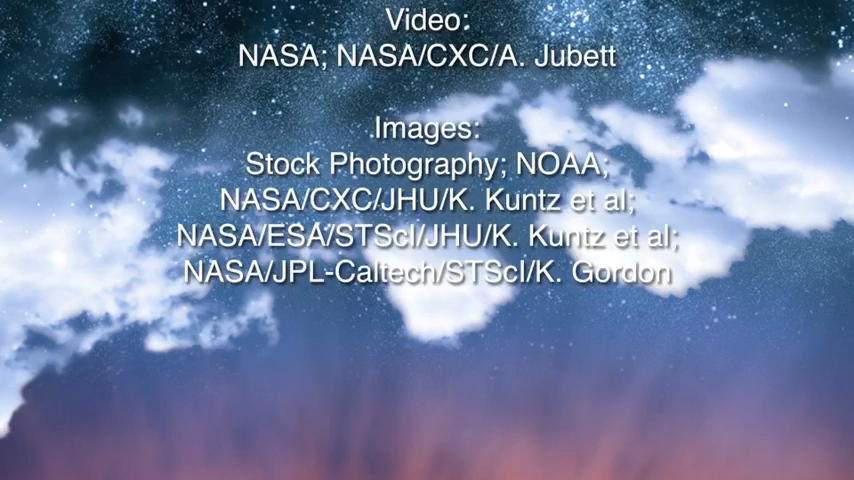 Video:
NASA; NASA/CXC/A. Jubett
Images:
Stock Photography; NOAA;
NASA/CXC/JHU/K. Kuntz et al;
NASA/ESA/STScI/JHU/K. Kuntz et al;
NASA/JPL-Caltech/STScI/K. Gordon